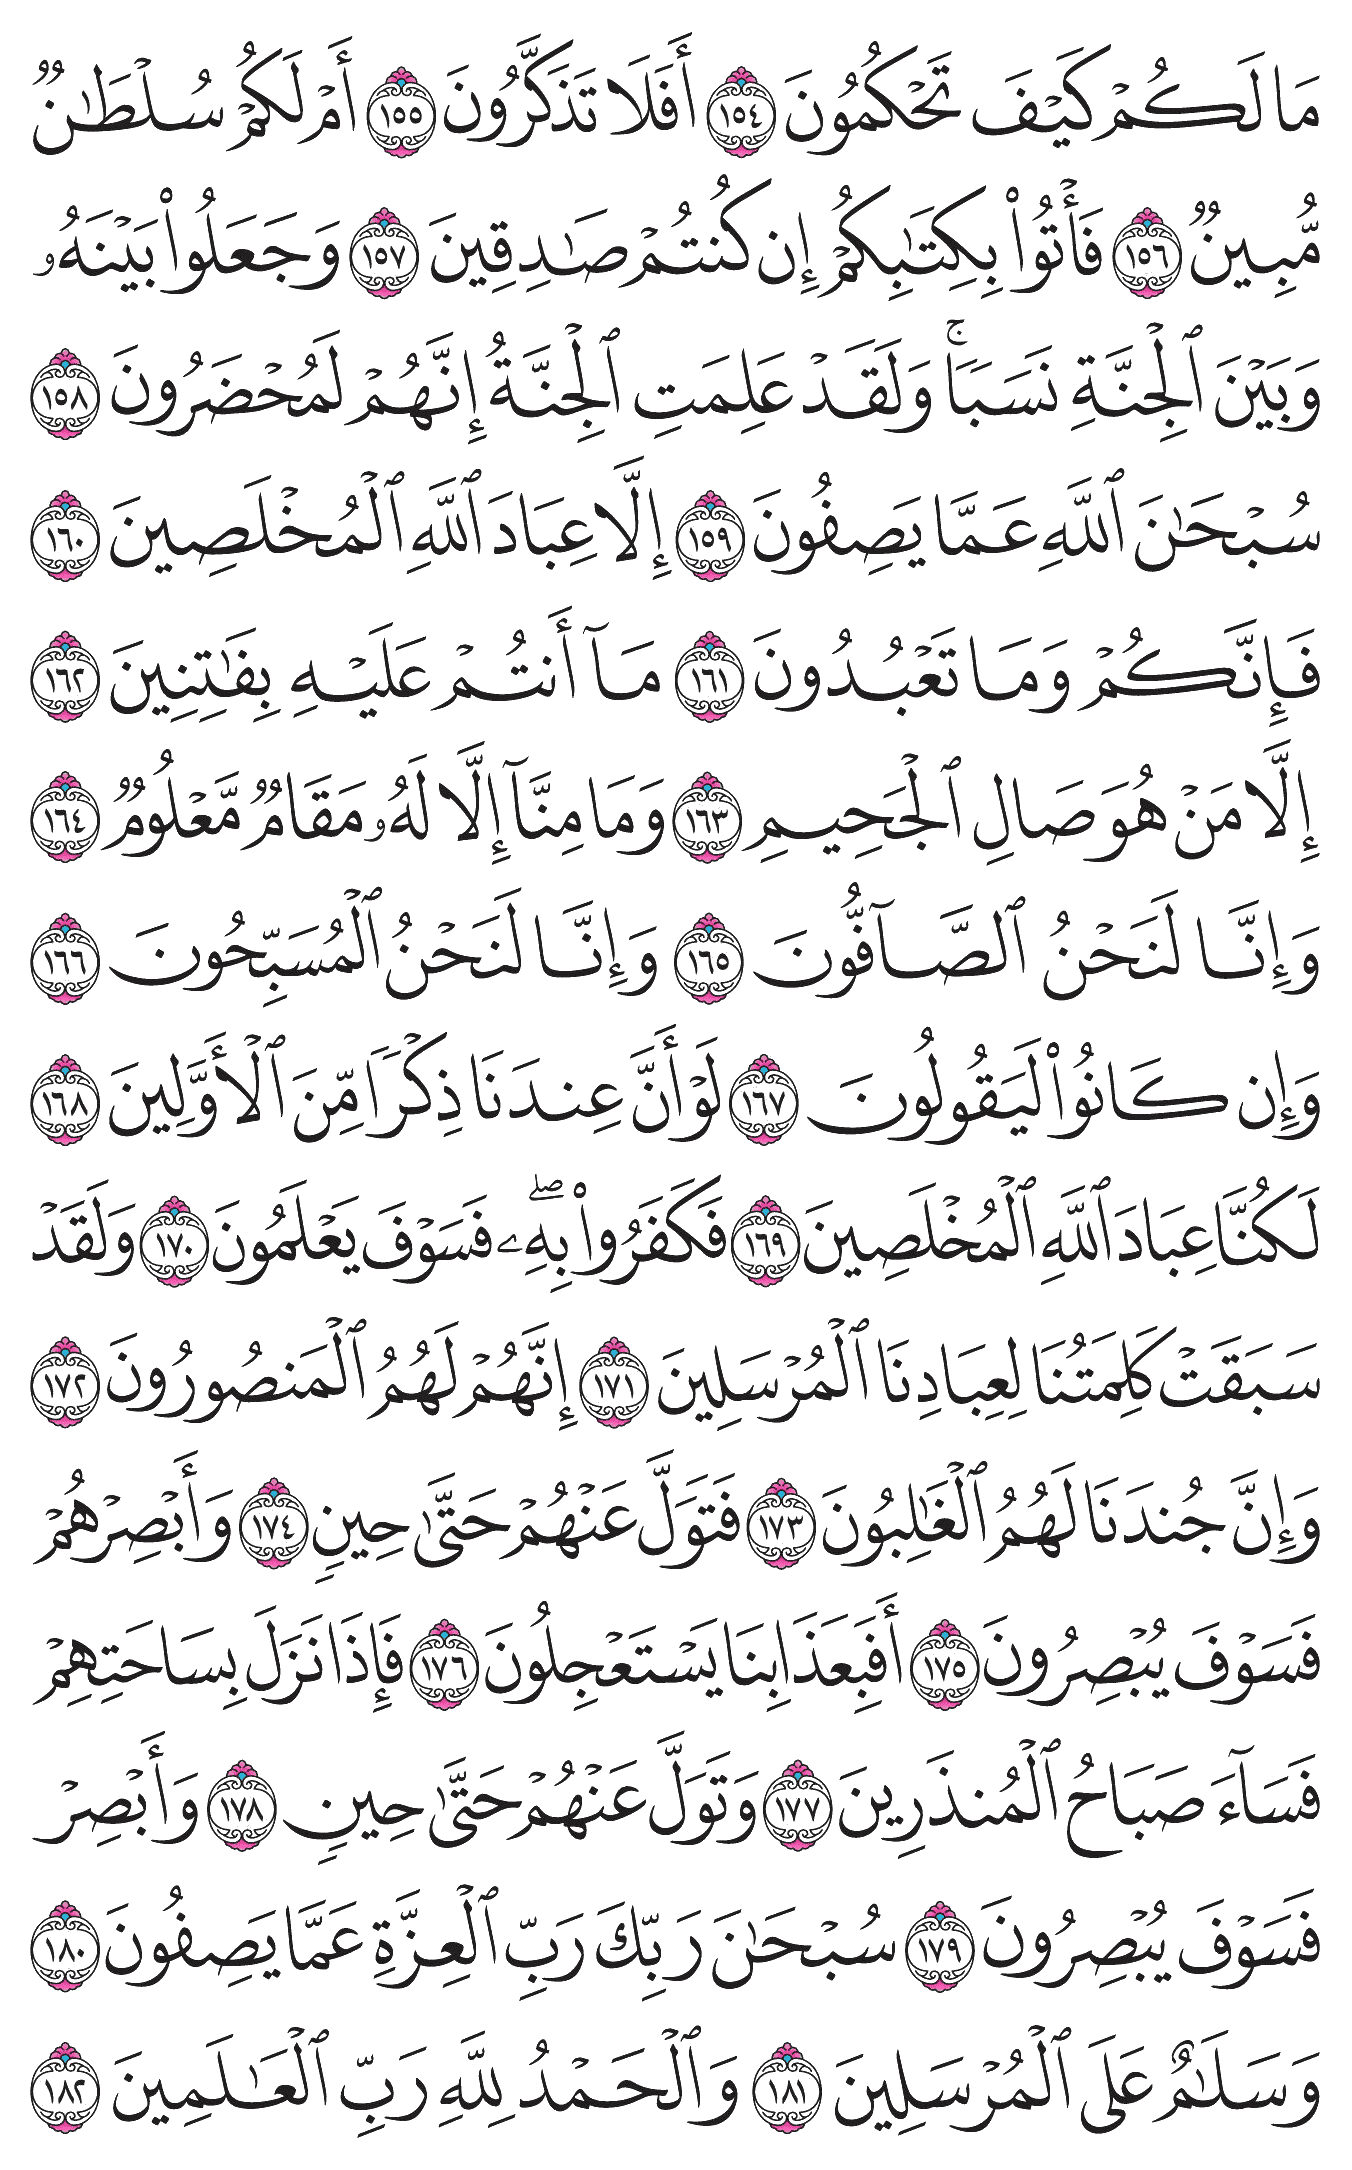 مَا لَكُمۡ كَيۡفَ تَحۡكُمُونَ ١٥٤ أَفَلَا تَذَكَّرُونَ ١٥٥ أَمۡ لَكُمۡ سُلۡطَٰنٞ
مُّبِينٞ ١٥٦ فَأۡتُواْ بِكِتَٰبِكُمۡ إِن كُنتُمۡ صَٰدِقِينَ ١٥٧ وَجَعَلُواْ بَيۡنَهُۥ
وَبَيۡنَ ٱلۡجِنَّةِ نَسَبٗاۚ وَلَقَدۡ عَلِمَتِ ٱلۡجِنَّةُ إِنَّهُمۡ لَمُحۡضَرُونَ ١٥٨
سُبۡحَٰنَ ٱللَّهِ عَمَّا يَصِفُونَ ١٥٩ إِلَّا عِبَادَ ٱللَّهِ ٱلۡمُخۡلَصِينَ ١٦٠
فَإِنَّكُمۡ وَمَا تَعۡبُدُونَ ١٦١ مَآ أَنتُمۡ عَلَيۡهِ بِفَٰتِنِينَ ١٦٢
إِلَّا مَنۡ هُوَ صَالِ ٱلۡجَحِيمِ ١٦٣ وَمَا مِنَّآ إِلَّا لَهُۥ مَقَامٞ مَّعۡلُومٞ ١٦٤
وَإِنَّا لَنَحۡنُ ٱلصَّآفُّونَ ١٦٥ وَإِنَّا لَنَحۡنُ ٱلۡمُسَبِّحُونَ ١٦٦
وَإِن كَانُواْ لَيَقُولُونَ ١٦٧ لَوۡ أَنَّ عِندَنَا ذِكۡرٗا مِّنَ ٱلۡأَوَّلِينَ ١٦٨
لَكُنَّا عِبَادَ ٱللَّهِ ٱلۡمُخۡلَصِينَ ١٦٩ فَكَفَرُواْ بِهِۦۖ فَسَوۡفَ يَعۡلَمُونَ ١٧٠ وَلَقَدۡ
سَبَقَتۡ كَلِمَتُنَا لِعِبَادِنَا ٱلۡمُرۡسَلِينَ ١٧١ إِنَّهُمۡ لَهُمُ ٱلۡمَنصُورُونَ ١٧٢
وَإِنَّ جُندَنَا لَهُمُ ٱلۡغَٰلِبُونَ ١٧٣ فَتَوَلَّ عَنۡهُمۡ حَتَّىٰ حِينٖ ١٧٤ وَأَبۡصِرۡهُمۡ
فَسَوۡفَ يُبۡصِرُونَ ١٧٥ أَفَبِعَذَابِنَا يَسۡتَعۡجِلُونَ ١٧٦ فَإِذَا نَزَلَ بِسَاحَتِهِمۡ
فَسَآءَ صَبَاحُ ٱلۡمُنذَرِينَ ١٧٧ وَتَوَلَّ عَنۡهُمۡ حَتَّىٰ حِينٖ ١٧٨ وَأَبۡصِرۡ
فَسَوۡفَ يُبۡصِرُونَ ١٧٩ سُبۡحَٰنَ رَبِّكَ رَبِّ ٱلۡعِزَّةِ عَمَّا يَصِفُونَ ١٨٠
وَسَلَٰمٌ عَلَى ٱلۡمُرۡسَلِينَ ١٨١ وَٱلۡحَمۡدُ لِلَّهِ رَبِّ ٱلۡعَٰلَمِينَ ١٨٢